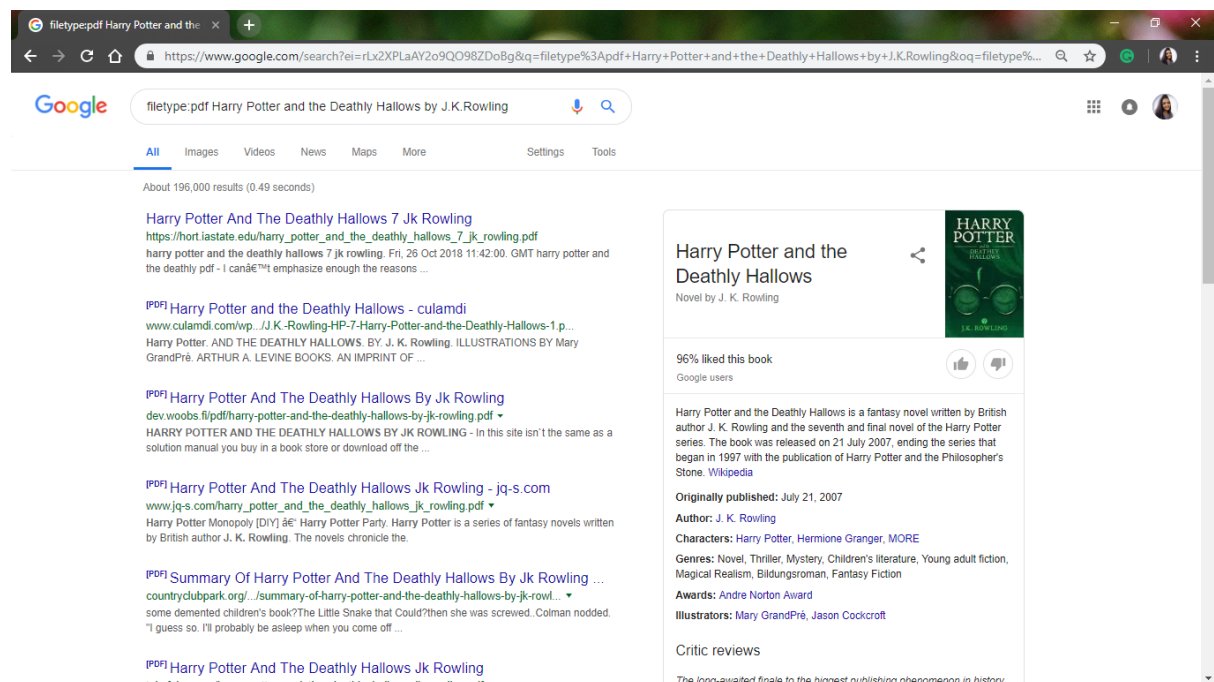 filetype:pdf Harry Potter and the
https://www.google.com/search?ei=rLx2XPLaAY2o9QO98ZDoBg&q=filetype%3Apdf+Harry+Potter+and+the+Deathly+Hallows+by+J.K.Rowling&oq=filetype%...
Google
filetype:pdf Harry Potter and the Deathly Hallows by J.K.Rowling
All Images Videos News Maps More Settings Tools
About 196,000 results (0.49 seconds)
Harry Potter And The Deathly Hallows 7 Jk Rowling
https://hort.iastate.edu/harry_potter_and_the_deathly_hallows_7_jk_rowling.pdf
harry potter and the deathly hallows 7 jk rowling. Fri, 26 Oct 2018 11:42:00. GMT harry potter and
the deathly pdf - I canâ€™t emphasize enough the reasons ...
[PDF] Harry Potter and the Deathly Hallows - culamdi
www.culamdi.com/wp.../J.K.-Rowling-HP-7-Harry-Potter-and-the-Deathly-Hallows-1.p...
Harry Potter. AND THE DEATHLY HALLOWS. BY. J. K. Rowling. ILLUSTRATIONS BY Mary
GrandPrè. ARTHUR A. LEVINE BOOKS. AN IMPRINT OF ...
[PDF] Harry Potter And The Deathly Hallows By Jk Rowling
dev.woobs.fi/pdf/harry-potter-and-the-deathly-hallows-by-jk-rowling.pdf
HARRY POTTER AND THE DEATHLY HALLOWS BY JK ROWLING - In this site isn`t the same as a
solution manual you buy in a book store or download off the ...
[PDF] Harry Potter And The Deathly Hallows Jk Rowling - jq-s.com
www.jq-s.com/harry_potter_and_the_deathly_hallows_jk_rowling.pdf
Harry Potter Monopoly [DIY] â€“ Harry Potter Party. Harry Potter is a series of fantasy novels written
by British author J. K. Rowling. The novels chronicle the.
[PDF] Summary Of Harry Potter And The Deathly Hallows By Jk Rowling ...
countryclubpark.org/.../summary-of-harry-potter-and-the-deathly-hallows-by-jk-rowl...
some demented children's book?The Little Snake that Could?then she was screwed..Colman nodded.
"I guess so. I'll probably be asleep when you come off ...
[PDF] Harry Potter And The Deathly Hallows Jk Rowling
Harry Potter and the
Deathly Hallows
Novel by J. K. Rowling
HARRY
POTTER
DEATHLY
HALLOWS
J.K. ROWLING
96% liked this book
Google users
Harry Potter and the Deathly Hallows is a fantasy novel written by British
author J. K. Rowling and the seventh and final novel of the Harry Potter
series. The book was released on 21 July 2007, ending the series that
began in 1997 with the publication of Harry Potter and the Philosopher's
Stone. Wikipedia
Originally published: July 21, 2007
Author: J. K. Rowling
Characters: Harry Potter, Hermione Granger, MORE
Genres: Novel, Thriller, Mystery, Children's literature, Young adult fiction,
Magical Realism, Bildungsroman, Fantasy Fiction
Awards: Andre Norton Award
Illustrators: Mary GrandPré, Jason Cockcroft
Critic reviews
The long-awaited finale to the biggest publishing phenomenon in history